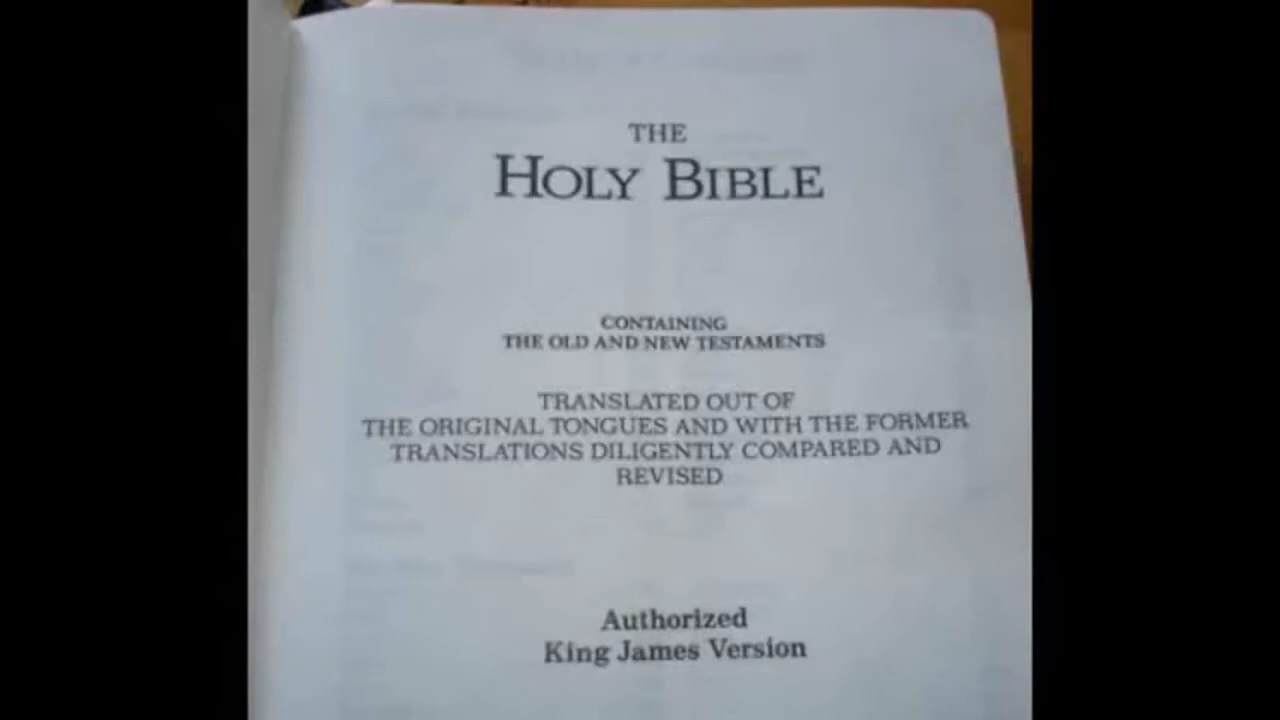 THE
HOLY BIBLE
CONTAINING
THE OLD AND NEW TESTAMENTS
TRANSLATED OUT OF
THE ORIGINAL TONGUES AND WITH THE FORMER
TRANSLATIONS DILIGENTLY COMPARED AND
REVISED
Authorized
King James Version